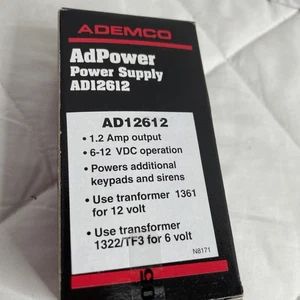 ADEMCO
AdPower
Power Supply
AD12612
AD12612
• 1.2 Amp output
• 6-12 VDC operation
• Powers additional
keypads and sirens
• Use tranformer 1361
for 12 volt
• Use transformer
1322/TF3 for 6 volt
N8171